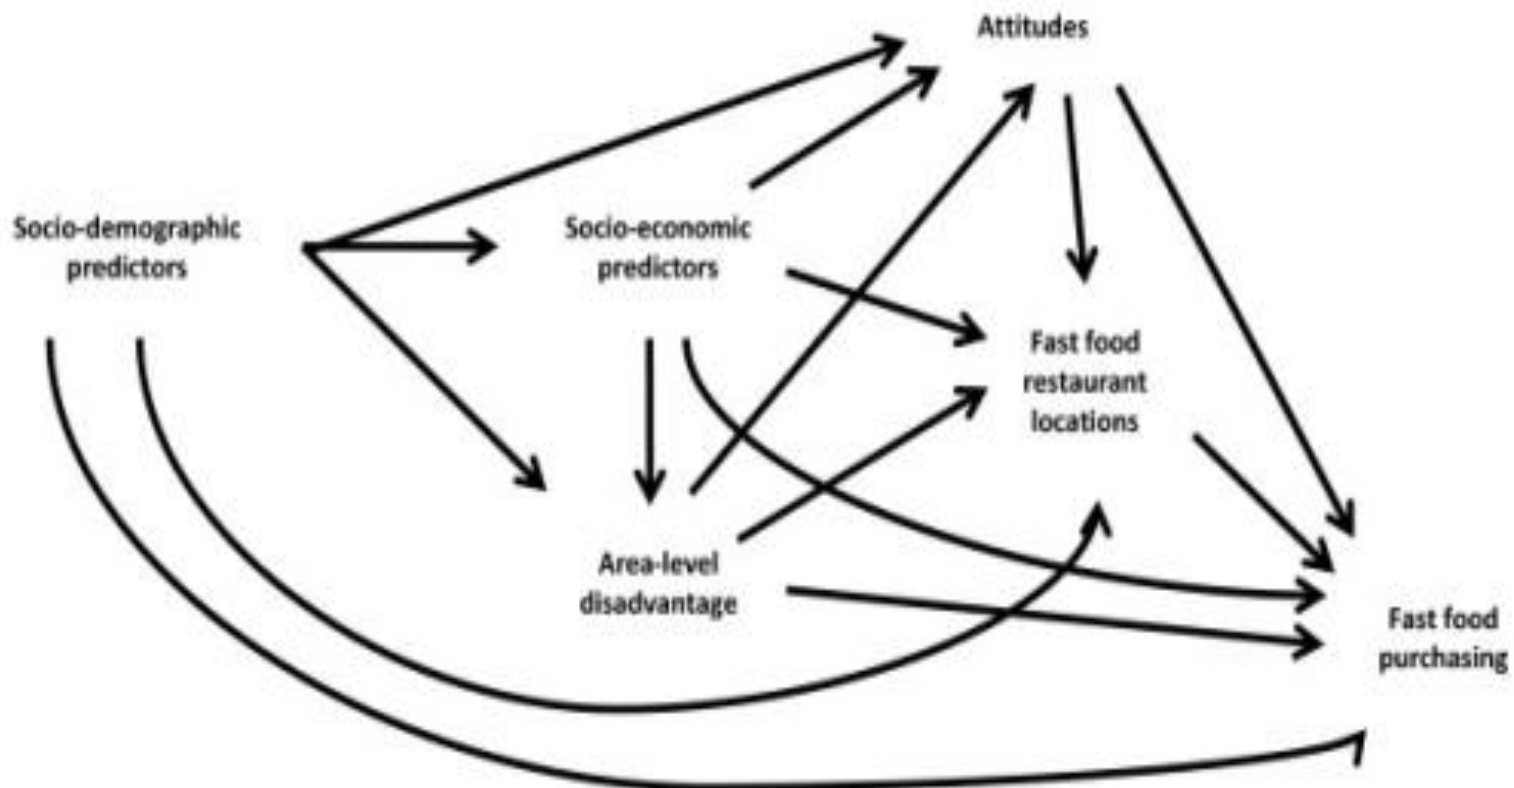 Attitudes
Socio-demographic
predictors
Socio-economic
predictors
Fast food
restaurant
locations
Area-level
disadvantage
Fast food
purchasing